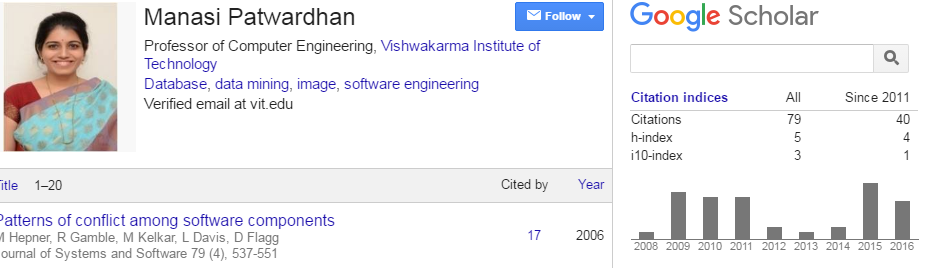 Manasi Patwardhan
Follow
Professor of Computer Engineering, Vishwakarma Institute of
Technology
Database, data mining, image, software engineering
Verified email at vit.edu
Title 1–20 Cited by Year
Patterns of conflict among software components 17 2006
M Hepner, R Gamble, M Kelkar, L Davis, D Flagg
Journal of Systems and Software 79 (4), 537-551
Google Scholar
Citation indices All Since 2011
Citations 79 40
h-index 5 4
i10-index 3 1
2008 2009 2010 2011 2012 2013 2014 2015 2016